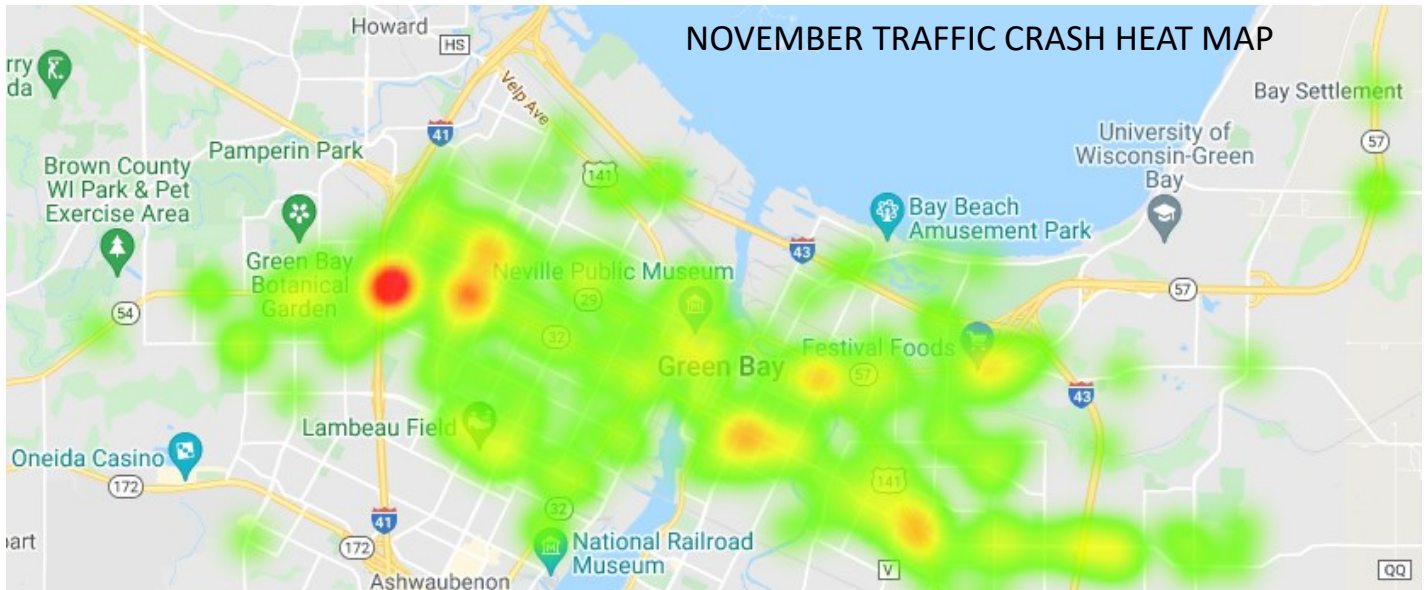 NOVEMBER TRAFFIC CRASH HEAT MAP
Howard
HS
rry
da
Velp Ave
Bay Settlement
41
57
University of
Wisconsin-Green
Bay
Pamperin Park
Brown County
WI Park & Pet
Exercise Area
141
Bay Beach
Amusement Park
43
Green Bay
Botanical
Garden
Neville Public Museum
29
57
54
32
Green Bay
Festival Foods
57
43
Lambeau Field
Oneida Casino
172
141
32
41
172
part
National Railroad
Museum
V
QQ
Ashwaubenon